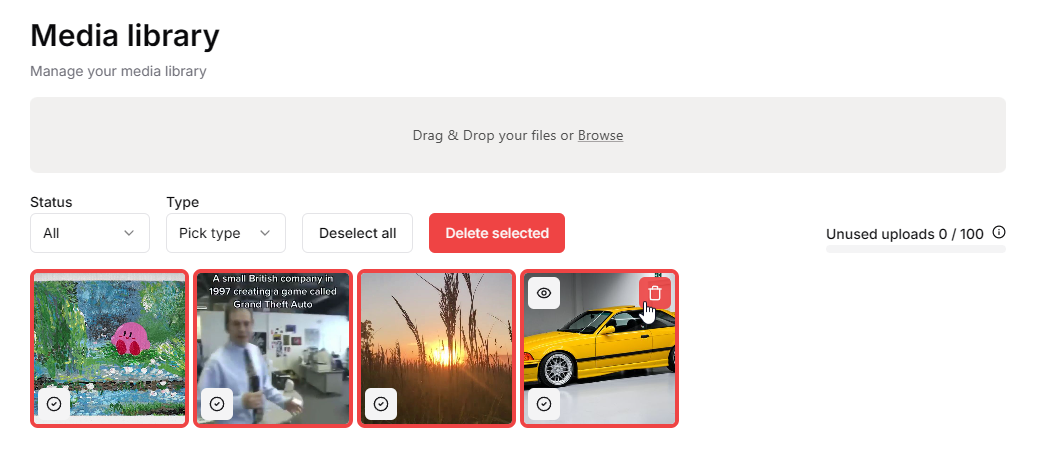 Media library
Manage your media library
Drag & Drop your files or Browse
Status
Type
All
Pick type
Deselect all
Delete selected
Unused uploads 0 / 100
A small British company in
1997 creating a game called
Grand Theft Auto